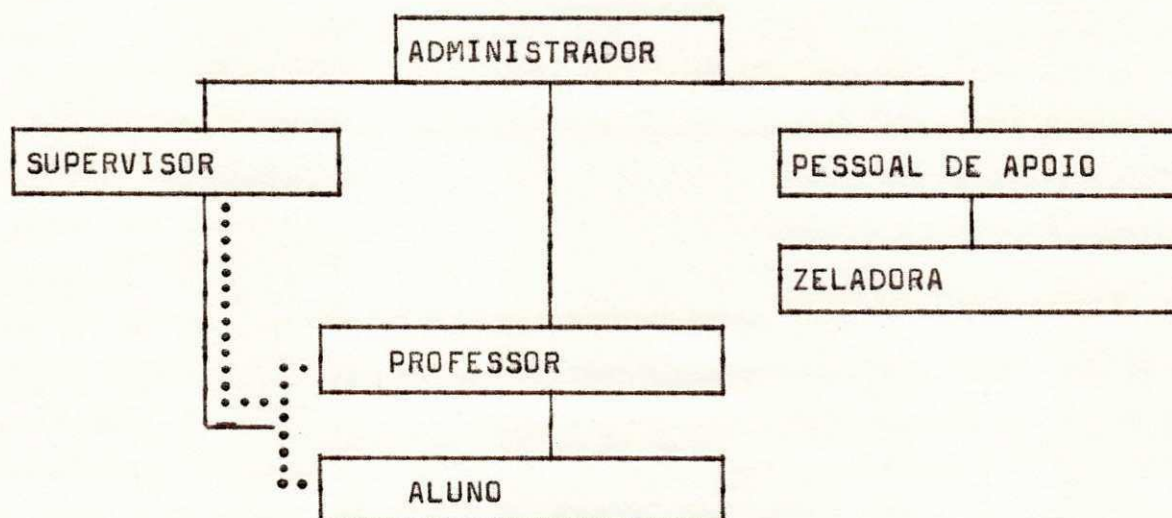 ADMINISTRADOR
SUPERVISOR
PESSOAL DE APOIO
ZELADORA
PROFESSOR
ALUNO